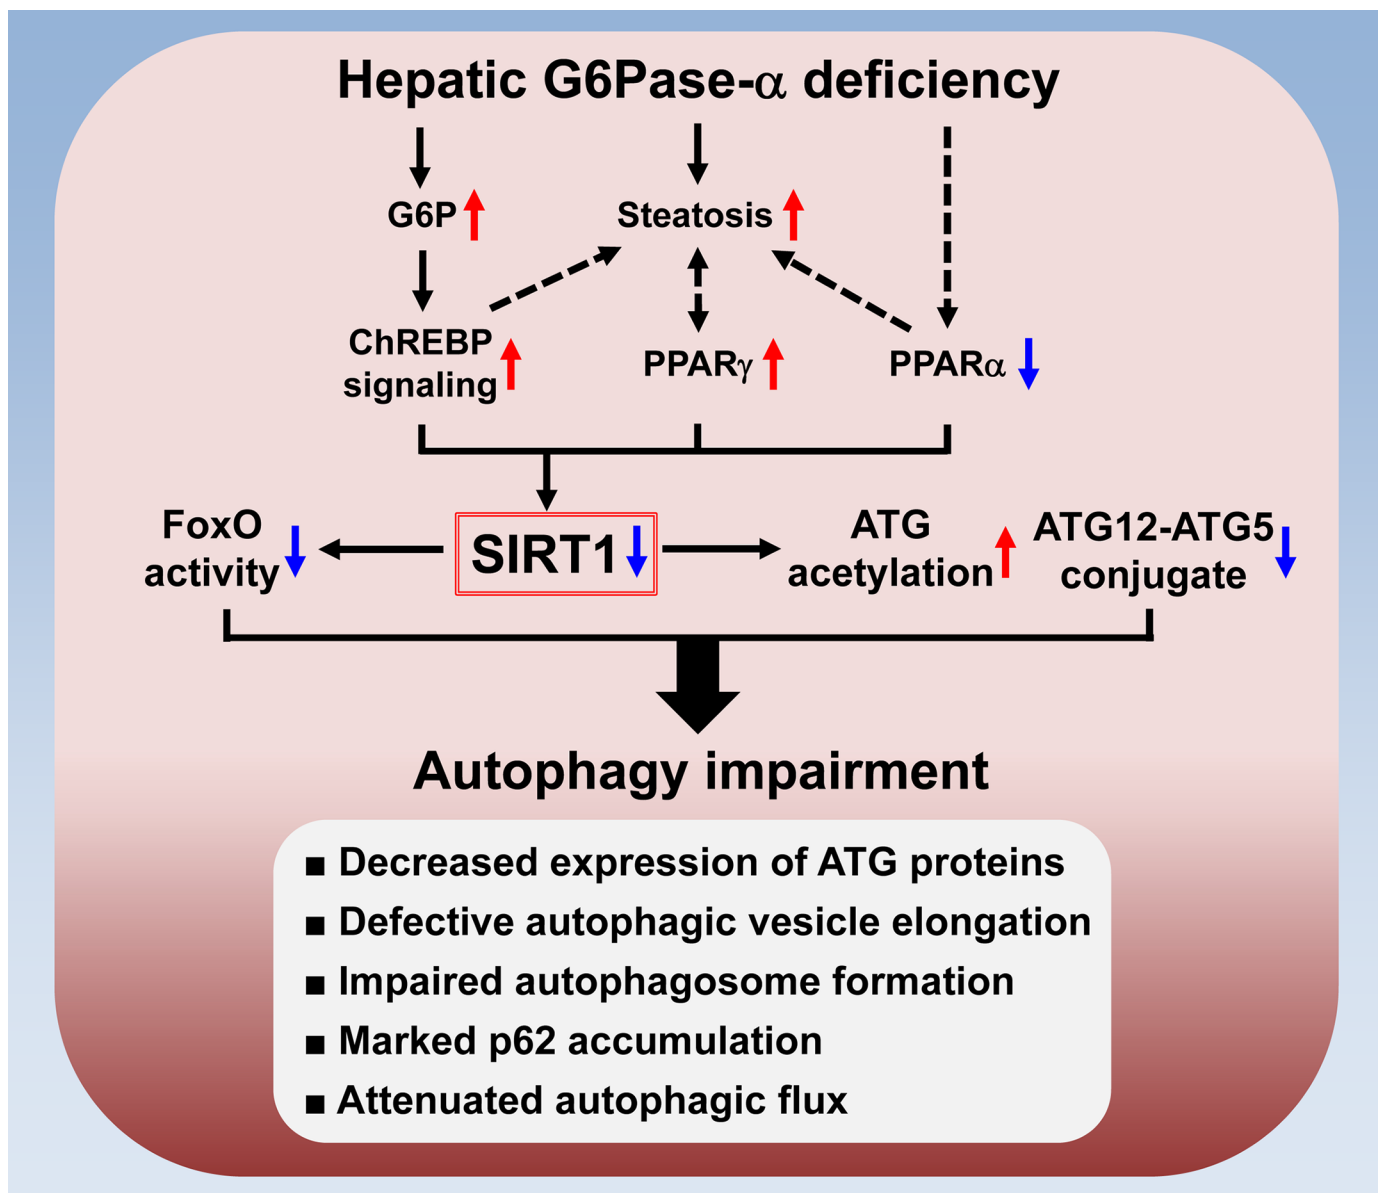 Hepatic G6Pase-α deficiency
G6P
Steatosis
ChREBP
signaling
PPARγ
PPARα
FoxO
activity
SIRT1
ATG
acetylation
ATG12-ATG5
conjugate
Autophagy impairment
■ Decreased expression of ATG proteins
■ Defective autophagic vesicle elongation
■ Impaired autophagosome formation
■ Marked p62 accumulation
■ Attenuated autophagic flux